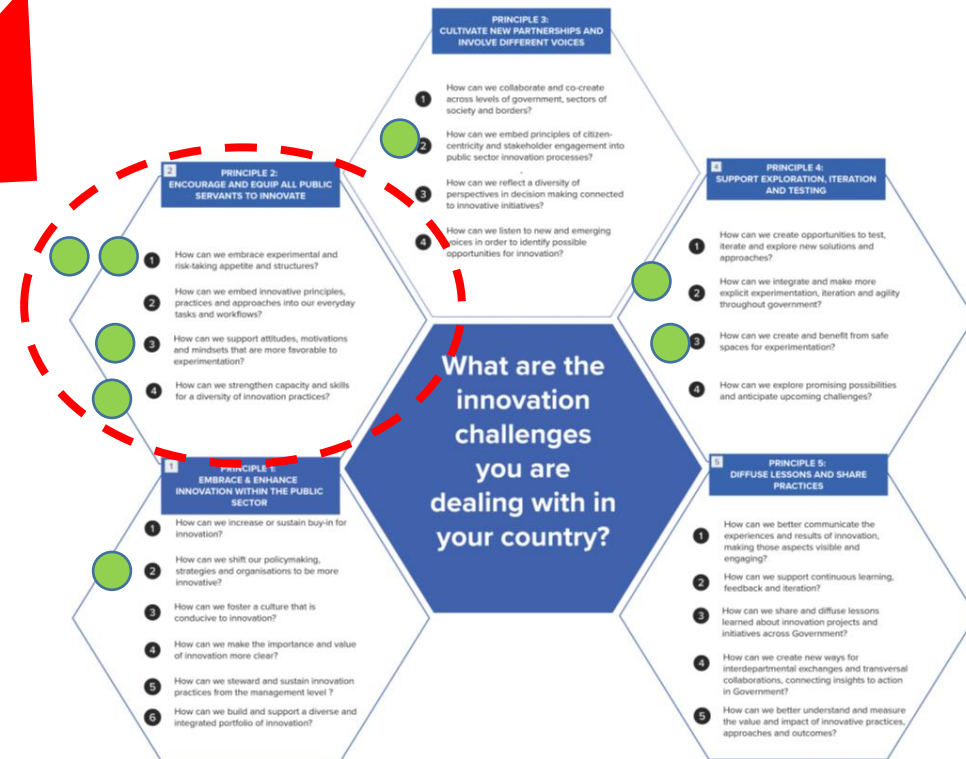 PRINCIPLE 3:
CULTIVATE NEW PARTNERSHIPS AND
INVOLVE DIFFERENT VOICES
1
How can we collaborate and co-create
across levels of government, sectors of
society and borders?
2
How can we embed principles of citizen-
centricity and stakeholder engagement into
public sector innovation processes?
3
How can we reflect a diversity of
perspectives in decision making connected
to innovative initiatives?
4
How can we listen to new and emerging
voices in order to identify possible
opportunities for innovation?
2
PRINCIPLE 2:
ENCOURAGE AND EQUIP ALL PUBLIC
SERVANTS TO INNOVATE
1
How can we embrace experimental and
risk-taking appetite and structures?
2
How can we embed innovative principles,
practices and approaches into our everyday
tasks and workflows?
3
How can we support attitudes, motivations
and mindsets that are more favorable to
experimentation?
4
How can we strengthen capacity and skills
for a diversity of innovation practices?
4
PRINCIPLE 4:
SUPPORT EXPLORATION, ITERATION
AND TESTING
1
How can we create opportunities to test,
iterate and explore new solutions and
approaches?
2
How can we integrate and make more
explicit experimentation, iteration and agility
throughout government?
3
How can we create and benefit from safe
spaces for experimentation?
4
How can we explore promising possibilities
and anticipate upcoming challenges?
What are the
innovation
challenges
you are
dealing with in
your country?
1
PRINCIPLE 1:
EMBRACE & ENHANCE
INNOVATION WITHIN THE PUBLIC
SECTOR
1
How can we increase or sustain buy-in for
innovation?
2
How can we shift our policymaking,
strategies and organisations to be more
innovative?
3
How can we foster a culture that is
conducive to innovation?
4
How can we make the importance and value
of innovation more clear?
5
How can we steward and sustain innovation
practices from the management level ?
6
How can we build and support a diverse and
integrated portfolio of innovation?
5
PRINCIPLE 5:
DIFFUSE LESSONS AND SHARE
PRACTICES
1
How can we better communicate the
experiences and results of innovation,
making those aspects visible and
engaging?
2
How can we support continuous learning,
feedback and iteration?
3
How can we share and diffuse lessons
learned about innovation projects and
initiatives across Government?
4
How can we create new ways for
interdepartmental exchanges and transversal
collaborations, connecting insights to action
in Government?
5
How can we better understand and measure
the value and impact of innovative practices,
approaches and outcomes?